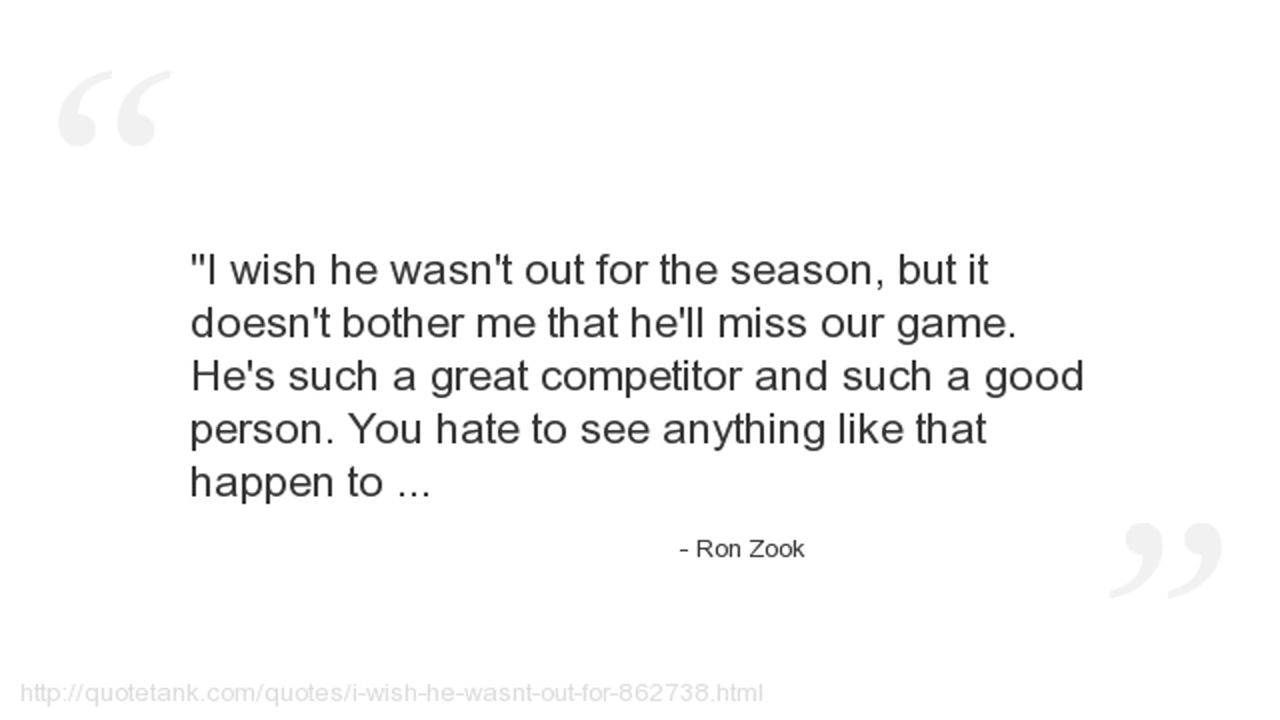 "I wish he wasn't out for the season, but it
doesn't bother me that he'll miss our game.
He's such a great competitor and such a good
person. You hate to see anything like that
happen to ...
- Ron Zook
http://quotetank.com/quotes/i-wish-he-wasnt-out-for-862738.html